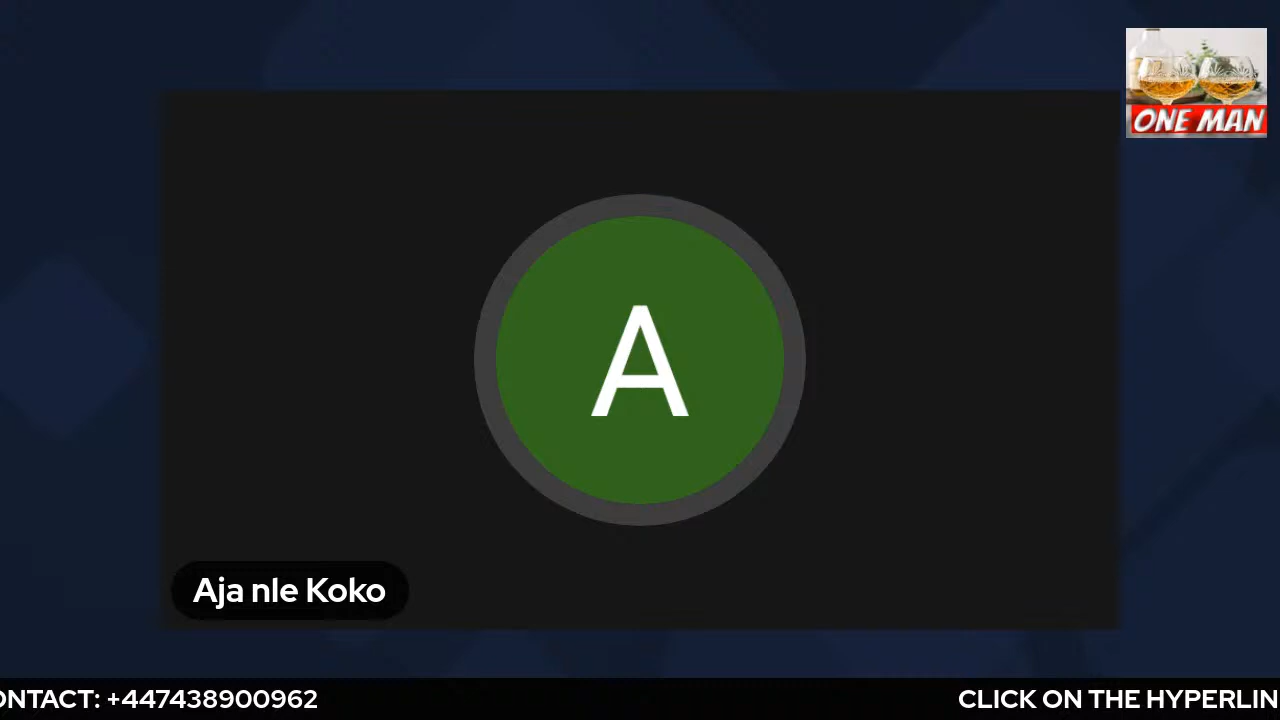 ONE MAN
A
Aja nle Koko
ONTACT: +447438900962
CLICK ON THE HYPERLIN